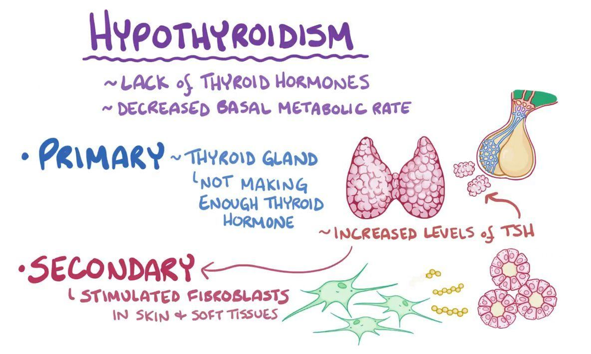 HYPOTHYROIDISM
~ LACK of THYROID HORMONES
~ DECREASED BASAL METABOLIC RATE
• PRIMARY ~ THYROID GLAND
└ NOT MAKING
ENOUGH THYROID
HORMONE
~ INCREASED LEVELS of TSH
• SECONDARY
└ STIMULATED FIBROBLASTS
IN SKIN & SOFT TISSUES